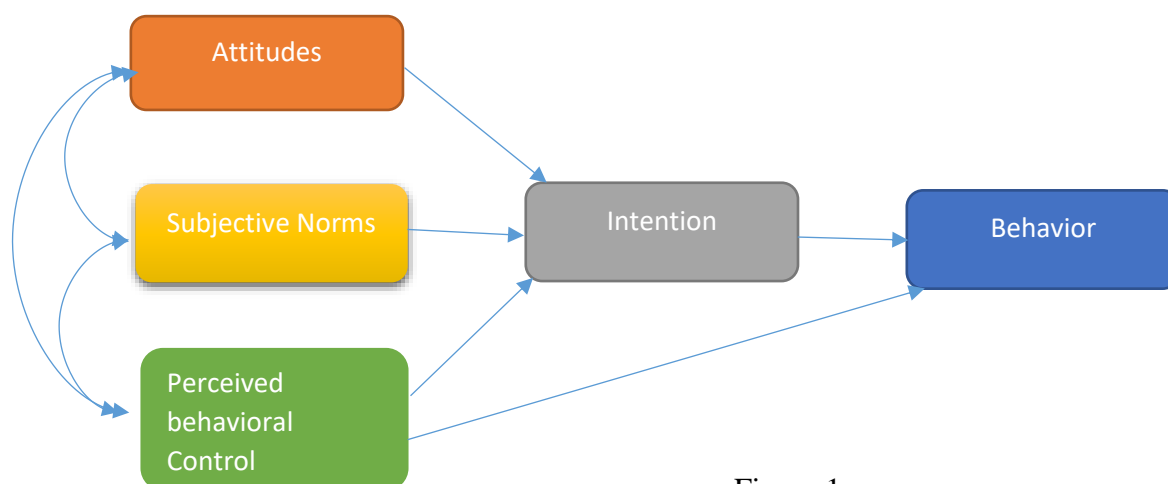 Attitudes
Subjective Norms
Intention
Behavior
Perceived
behavioral
Control